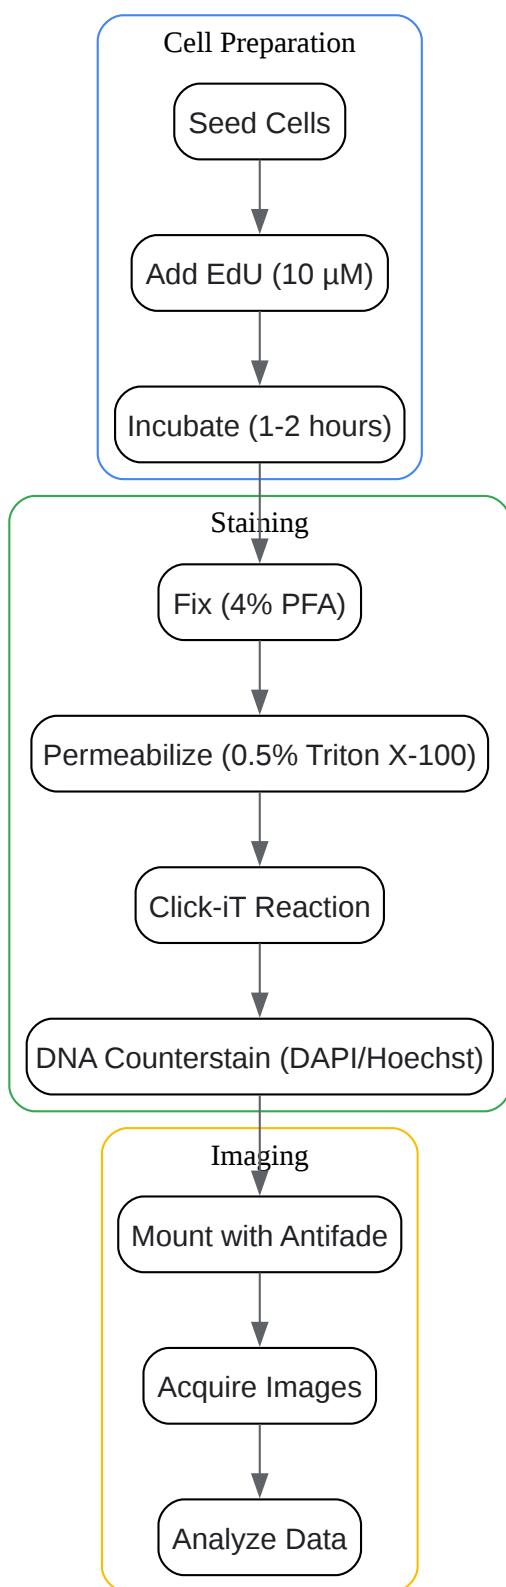 Cell Preparation
Seed Cells
Add EdU (10 µM)
Incubate (1-2 hours)
Staining
Fix (4% PFA)
Permeabilize (0.5% Triton X-100)
Click-iT Reaction
DNA Counterstain (DAPI/Hoechst)
Imaging
Mount with Antifade
Acquire Images
Analyze Data